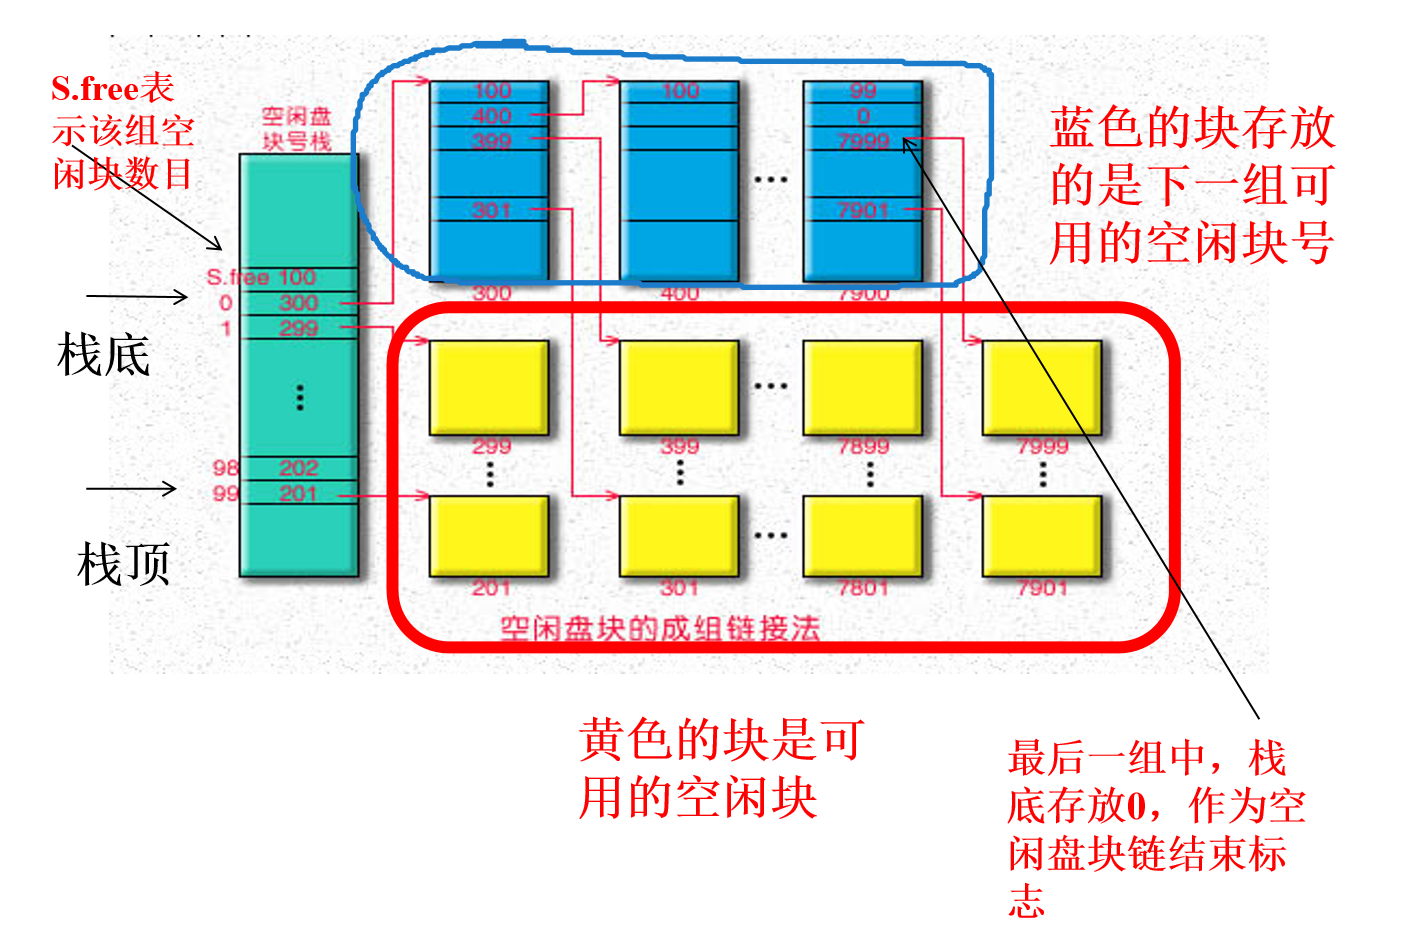 S.free表
示该组空
闲块数目
空闲盘
块号栈
100
400
399
301
300
100
400
99
0
7999
7901
7900
蓝色的块存放
的是下一组可
用的空闲块号
S.free 100
0 300
1 299
98 202
99 201
栈底
栈顶
299 399 7899 7999
201 301 7801 7901
空闲盘块的成组链接法
黄色的块是可
用的空闲块
最后一组中，栈
底存放0，作为空
闲盘块链结束标
志